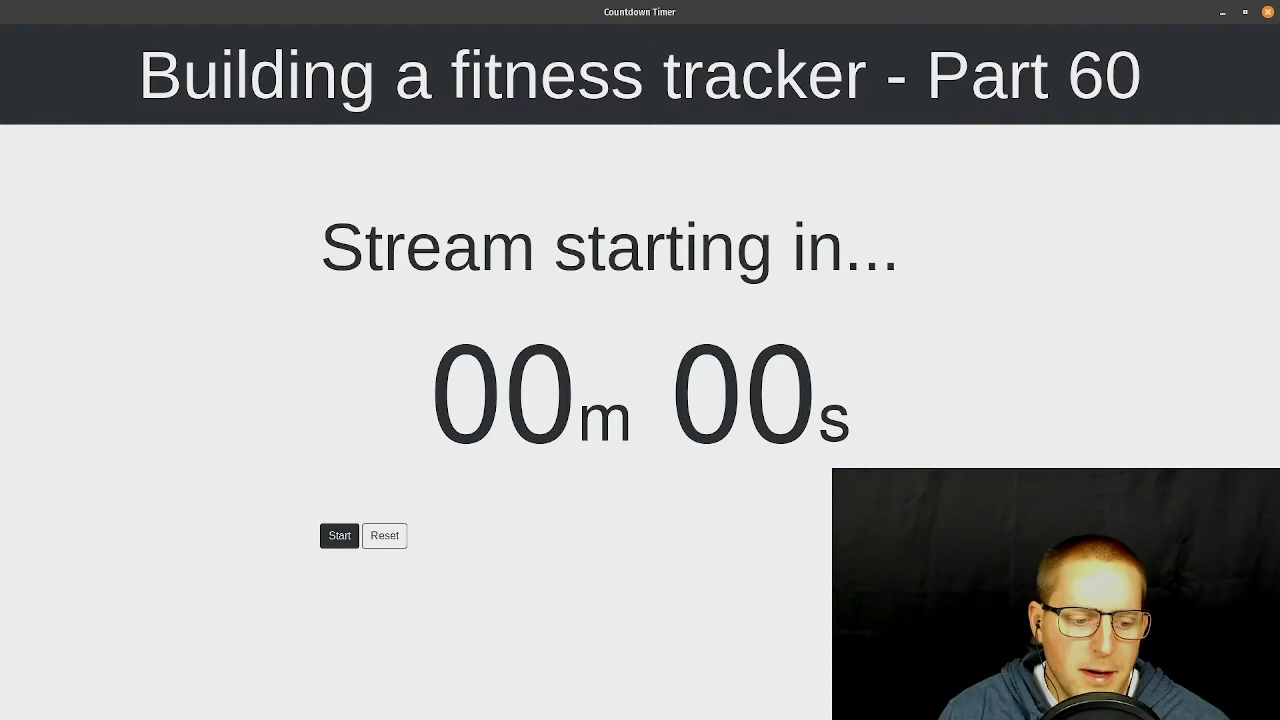 Countdown Timer
Building a fitness tracker - Part 60
Stream starting in...
00m 00s
Start Reset